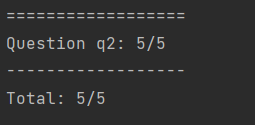 ==================
Question q2: 5/5
------------------
Total: 5/5